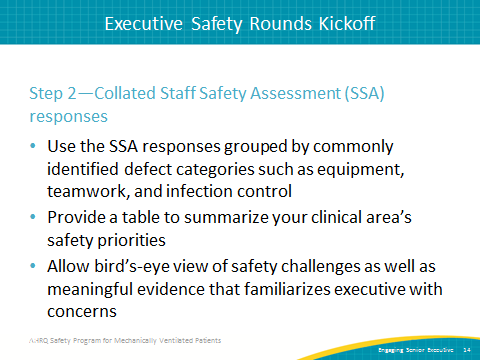 Executive Safety Rounds Kickoff
Step 2—Collated Staff Safety Assessment (SSA)
responses
• Use the SSA responses grouped by commonly
identified defect categories such as equipment,
teamwork, and infection control
• Provide a table to summarize your clinical area’s
safety priorities
• Allow bird’s-eye view of safety challenges as well as
meaningful evidence that familiarizes executive with
concerns
AHRQ Safety Program for Mechanically Ventilated Patients
Engaging Senior Executive 14